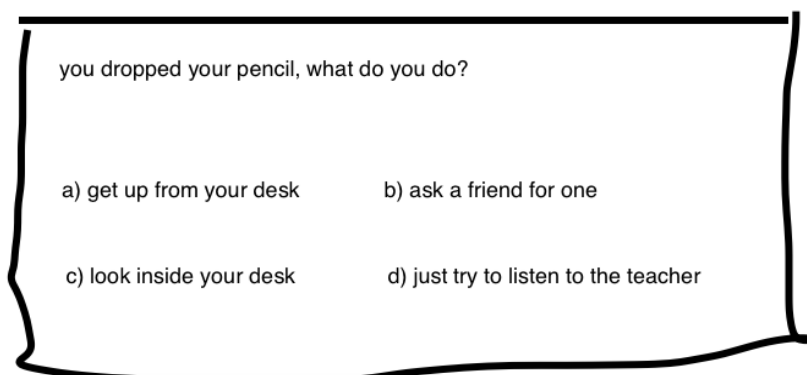 you dropped your pencil, what do you do?
a) get up from your desk b) ask a friend for one
c) look inside your desk d) just try to listen to the teacher